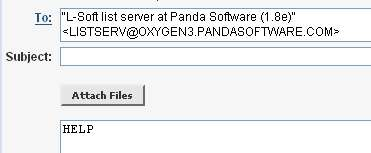 To: "L-Soft list server at Panda Software (1.8e)"
<LISTSERV@OXYGEN3.PANDASOFTWARE.COM>
Subject:
Attach Files
HELP